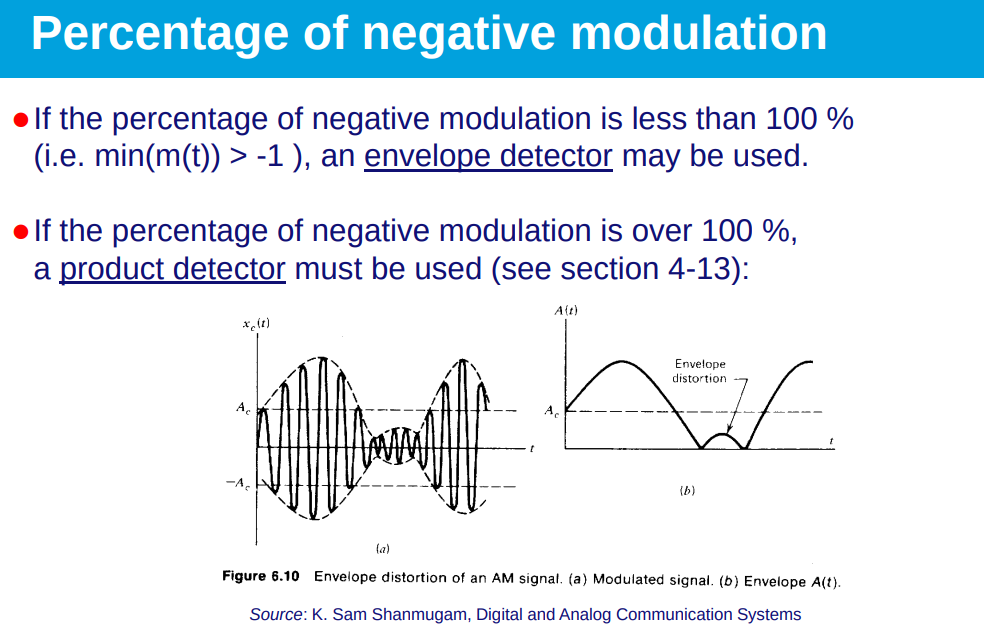 Percentage of negative modulation
●If the percentage of negative modulation is less than 100 %
(i.e. min(m(t)) > -1 ), an envelope detector may be used.
●If the percentage of negative modulation is over 100 %,
a product detector must be used (see section 4-13):
x_c(t)
A_c
−A_c
t
(a)
A(t)
Envelope
distortion
A_c
t
(b)
Figure 6.10 Envelope distortion of an AM signal. (a) Modulated signal. (b) Envelope A(t).
Source: K. Sam Shanmugam, Digital and Analog Communication Systems